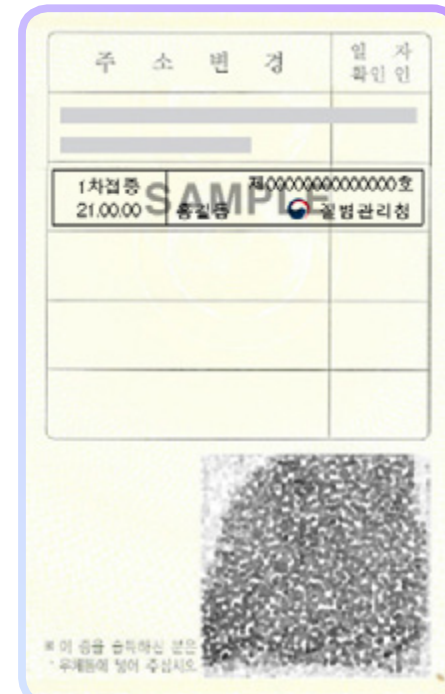 주 소 변 경
일 자
확인 인
1차접종
제00000000000000호
SAMPLE
21.00.00
홍길동
질병관리청
※ 이 증을 습득하신 분은
우체통에 넣어 주십시오